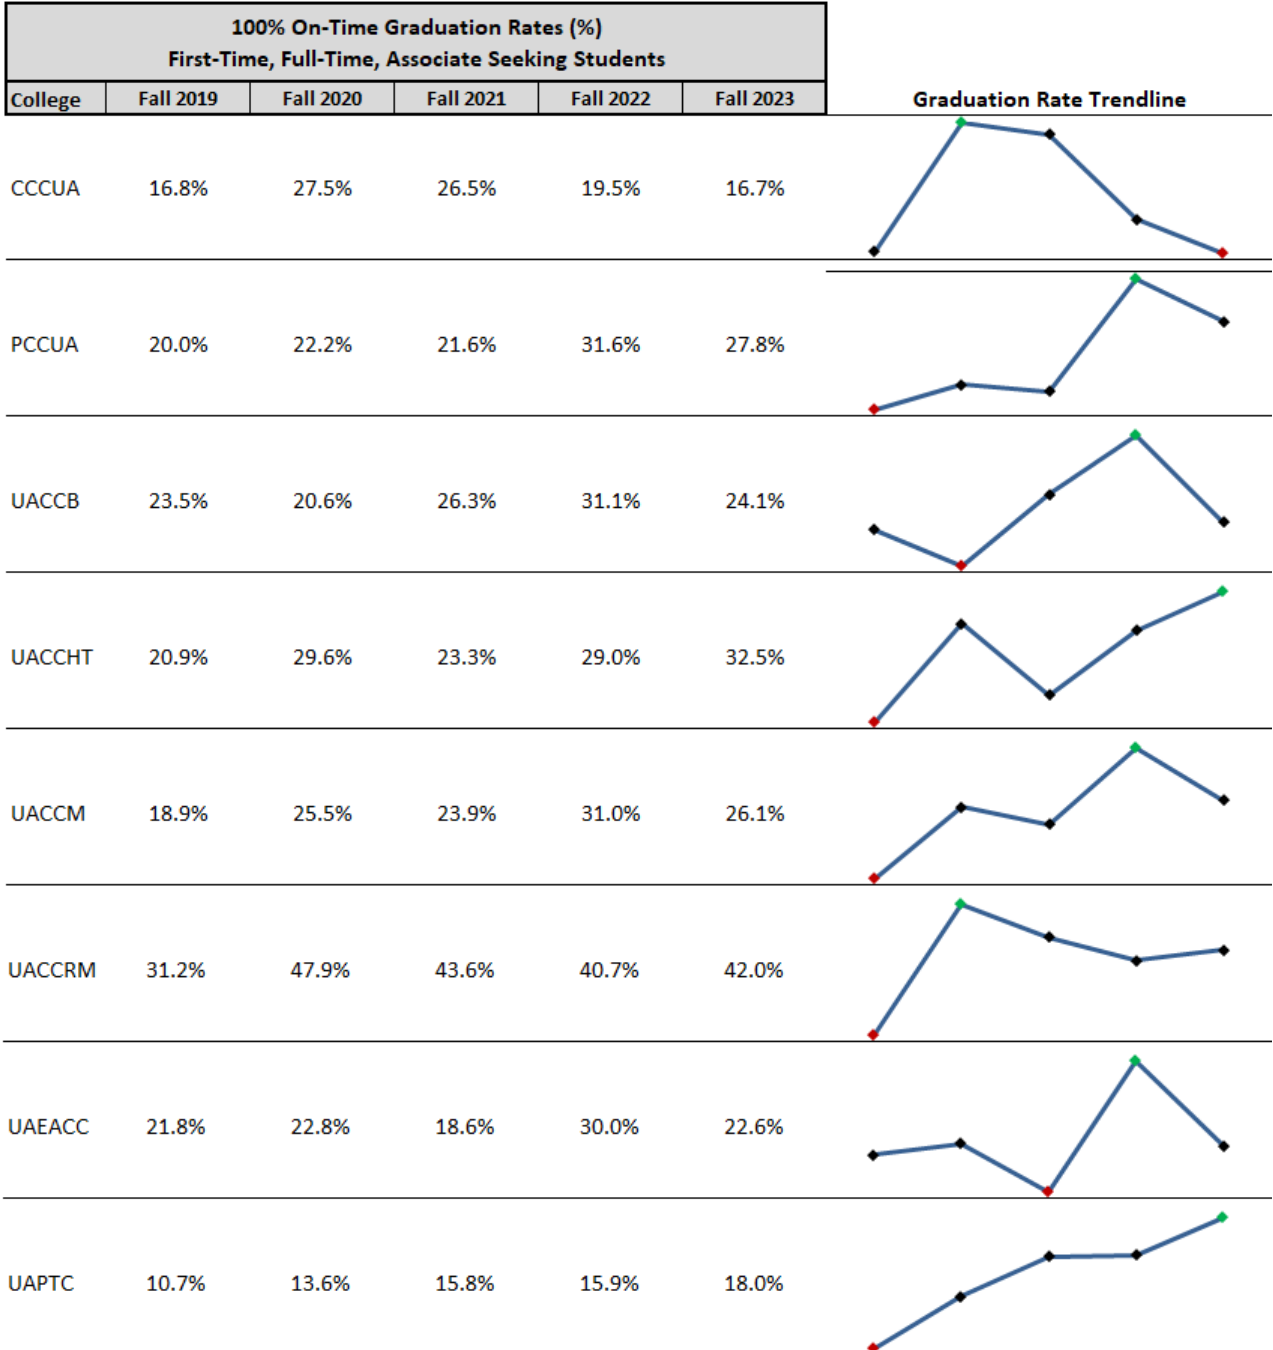 100% On-Time Graduation Rates (%)
First-Time, Full-Time, Associate Seeking Students
College Fall 2019 Fall 2020 Fall 2021 Fall 2022 Fall 2023 Graduation Rate Trendline
CCCUA 16.8% 27.5% 26.5% 19.5% 16.7%
PCCUA 20.0% 22.2% 21.6% 31.6% 27.8%
UACCB 23.5% 20.6% 26.3% 31.1% 24.1%
UACCHT 20.9% 29.6% 23.3% 29.0% 32.5%
UACCM 18.9% 25.5% 23.9% 31.0% 26.1%
UACCRM 31.2% 47.9% 43.6% 40.7% 42.0%
UAEACC 21.8% 22.8% 18.6% 30.0% 22.6%
UAPTC 10.7% 13.6% 15.8% 15.9% 18.0%